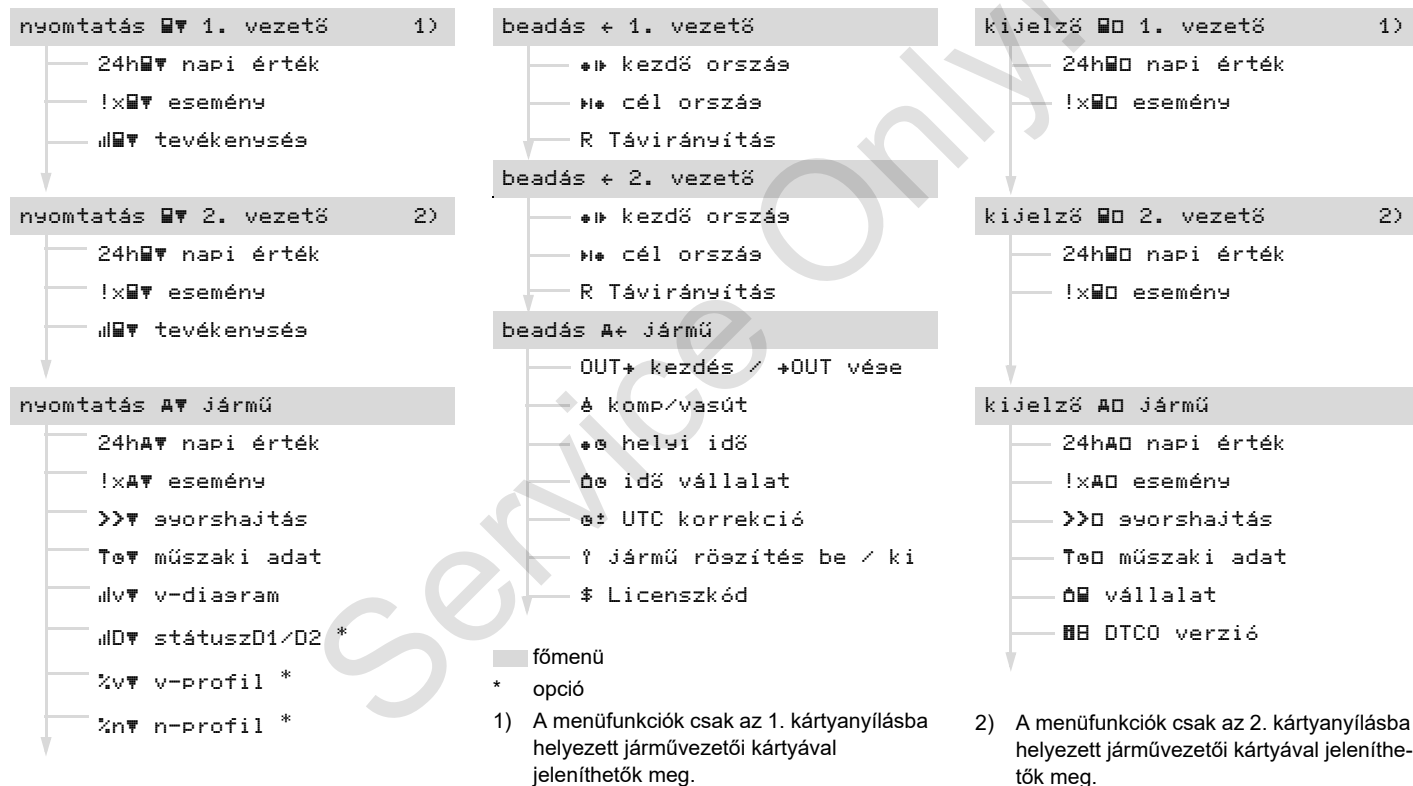 nyomtatás 1. vezető 1)
24h napi érték
!x esemény
tevékenység
nyomtatás 2. vezető 2)
24h napi érték
!x esemény
tevékenység
nyomtatás jármű
24h napi érték
!x esemény
>> gyorshajtás
műszaki adat
v v-diagram
D státuszD1/D2 *
%v v-profil *
%n n-profil *
beadás 1. vezető
kezdő ország
cél ország
R Távirányítás
beadás 2. vezető
kezdő ország
cél ország
R Távirányítás
beadás jármű
OUT kezdés / OUT vége
komp/vasút
helyi idő
idő vállalat
UTC korrekció
jármű rögzítés be / ki
$ Licenszkód
főmenü
* opció
1) A menüfunkciók csak az 1. kártyanyílásba
helyezett járművezetői kártyával
jeleníthetők meg.
kijelző 1. vezető 1)
24h napi érték
!x esemény
kijelző 2. vezető 2)
24h napi érték
!x esemény
kijelző jármű
24h napi érték
!x esemény
>> gyorshajtás
műszaki adat
vállalat
DTCO verzió
2) A menüfunkciók csak az 2. kártyanyílásba
helyezett járművezetői kártyával jeleníthe-
tők meg.
Service Only!